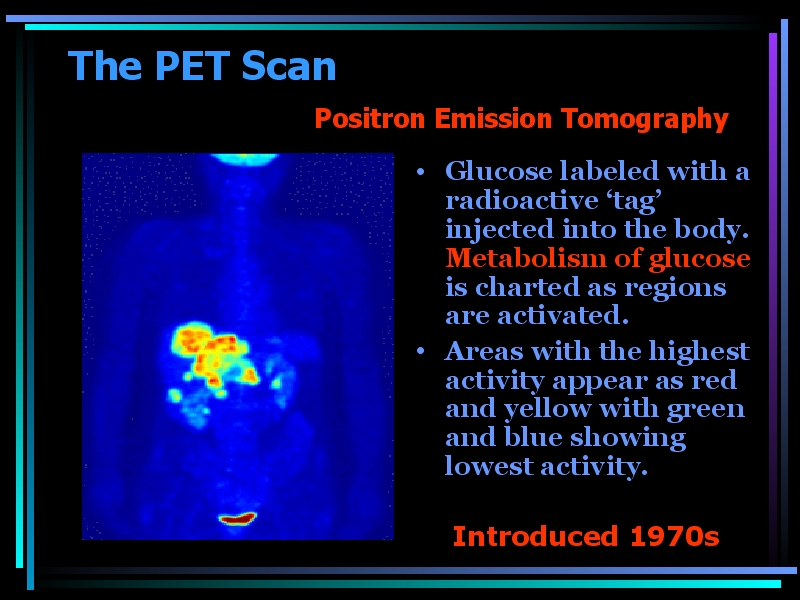 The PET Scan
Positron Emission Tomography
• Glucose labeled with a
radioactive ‘tag’
injected into the body.
Metabolism of glucose
is charted as regions
are activated.
• Areas with the highest
activity appear as red
and yellow with green
and blue showing
lowest activity.
Introduced 1970s